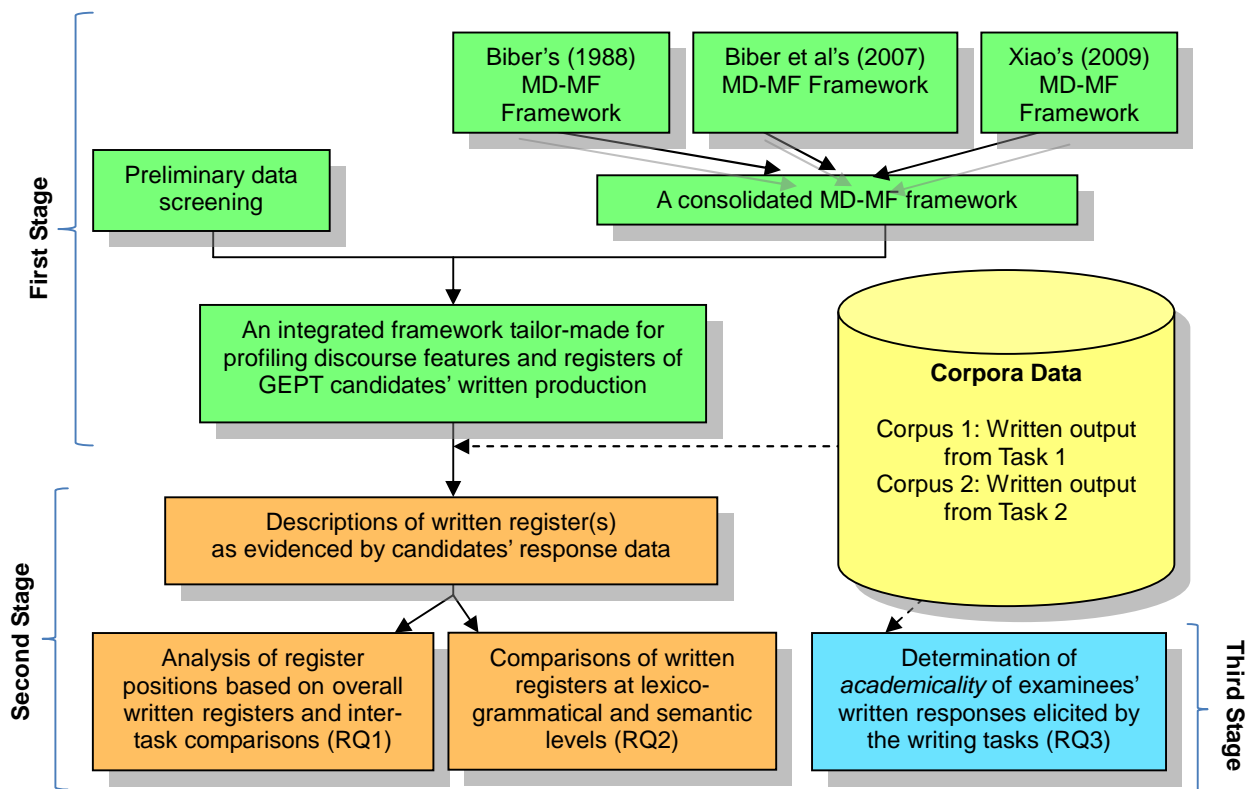 Biber’s (1988)
MD-MF
Framework
Biber et al’s (2007)
MD-MF Framework
Xiao’s (2009)
MD-MF
Framework
Preliminary data
screening
A consolidated MD-MF framework
First Stage
An integrated framework tailor-made for
profiling discourse features and registers of
GEPT candidates’ written production
Corpora Data
Corpus 1: Written output
from Task 1
Corpus 2: Written output
from Task 2
Descriptions of written register(s)
as evidenced by candidates’ response data
Second Stage
Analysis of register
positions based on overall
written registers and inter-
task comparisons (RQ1)
Comparisons of written
registers at lexico-
grammatical and semantic
levels (RQ2)
Determination of
academicality of examinees’
written responses elicited by
the writing tasks (RQ3)
Third Stage